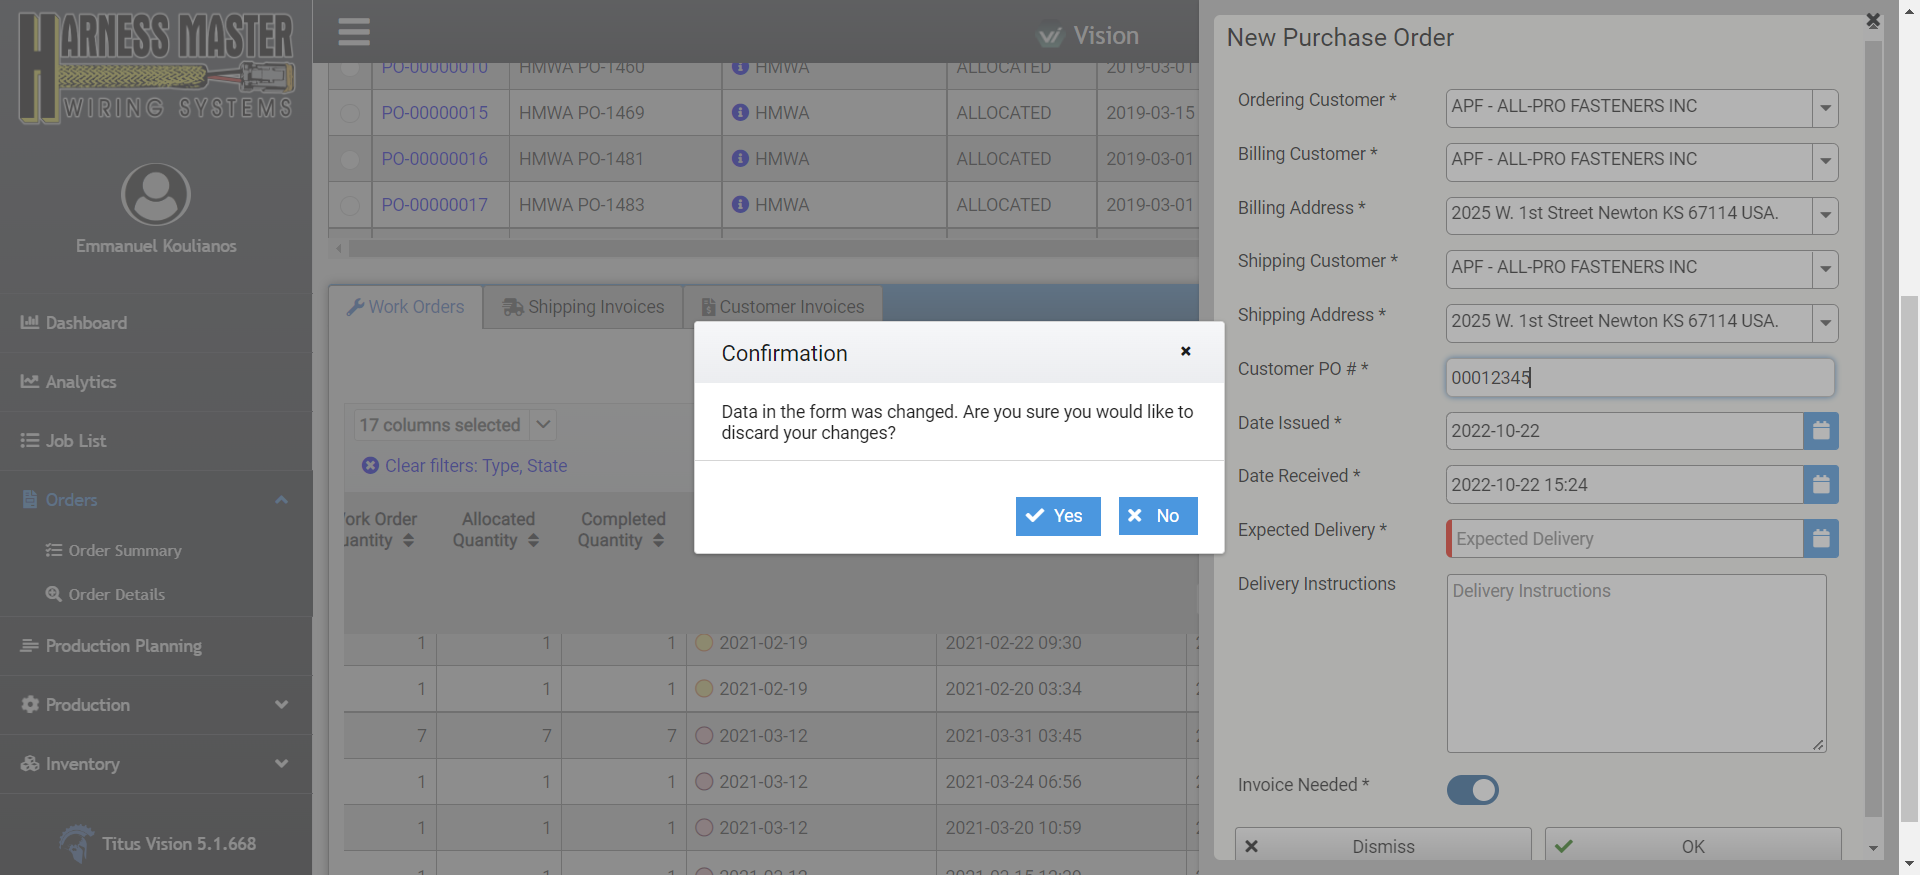 HARNESS MASTER
WIRING SYSTEMS
Emmanuel Koulianos
Dashboard
Analytics
Job List
Orders
Order Summary
Order Details
Production Planning
Production
Inventory
Titus Vision 5.1.668
Vision
PO-00000010 HMWA PO-1460 HMWA ALLOCATED 2019-03-01
PO-00000015 HMWA PO-1469 HMWA ALLOCATED 2019-03-15
PO-00000016 HMWA PO-1481 HMWA ALLOCATED 2019-03-01
PO-00000017 HMWA PO-1483 HMWA ALLOCATED 2019-03-01
Work Orders Shipping Invoices Customer Invoices
17 columns selected
Clear filters: Type, State
ork Order Allocated Completed
uantity Quantity Quantity
1 1 1 2021-02-19 2021-02-22 09:30
1 1 1 2021-02-19 2021-02-20 03:34
7 7 7 2021-03-12 2021-03-31 03:45
1 1 1 2021-03-12 2021-03-24 06:56
1 1 1 2021-03-12 2021-03-20 10:59
Confirmation
Data in the form was changed. Are you sure you would like to
discard your changes?
Yes No
New Purchase Order
Ordering Customer * APF - ALL-PRO FASTENERS INC
Billing Customer * APF - ALL-PRO FASTENERS INC
Billing Address * 2025 W. 1st Street Newton KS 67114 USA.
Shipping Customer * APF - ALL-PRO FASTENERS INC
Shipping Address * 2025 W. 1st Street Newton KS 67114 USA.
Customer PO # * 00012345
Date Issued * 2022-10-22
Date Received * 2022-10-22 15:24
Expected Delivery * Expected Delivery
Delivery Instructions Delivery Instructions
Invoice Needed *
Dismiss OK